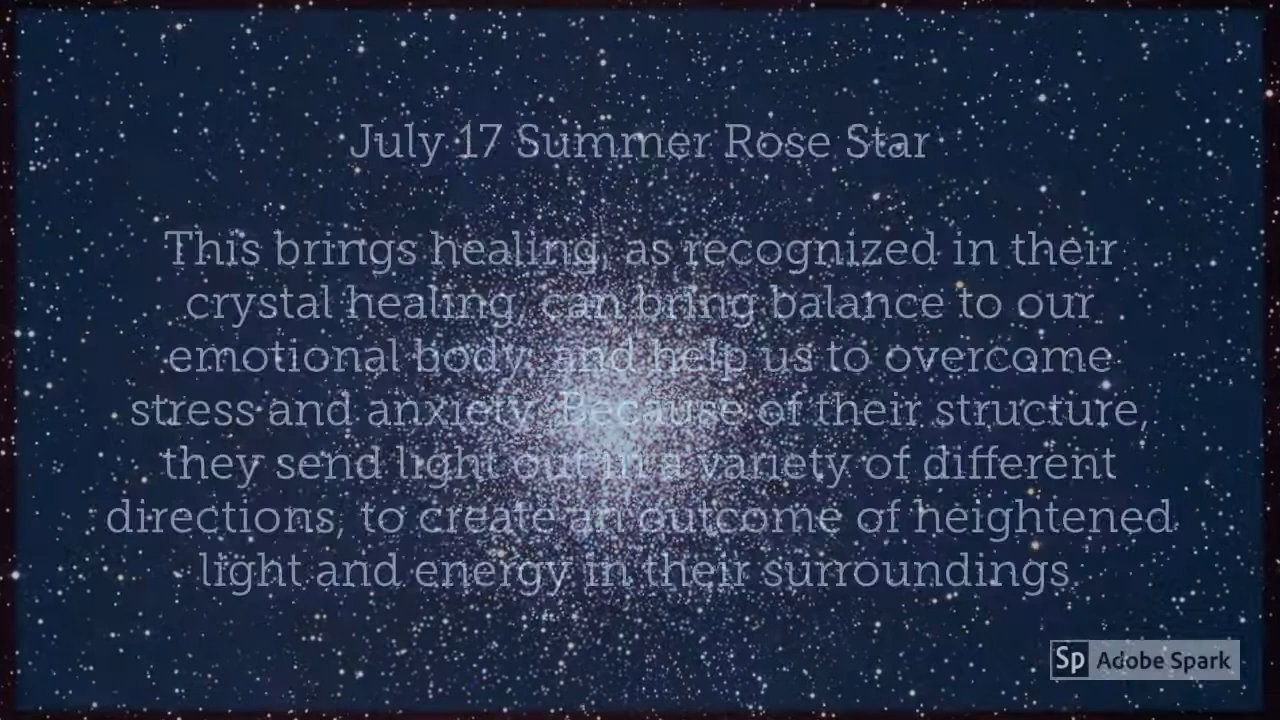 July 17 Summer Rose Star
This brings healing, as recognized in their
crystal healing, can bring balance to our
emotional body, and help us to overcome
stress and anxiety. Because of their structure,
they send light out in a variety of different
directions, to create an outcome of heightened
light and energy in their surroundings.
Sp Adobe Spark